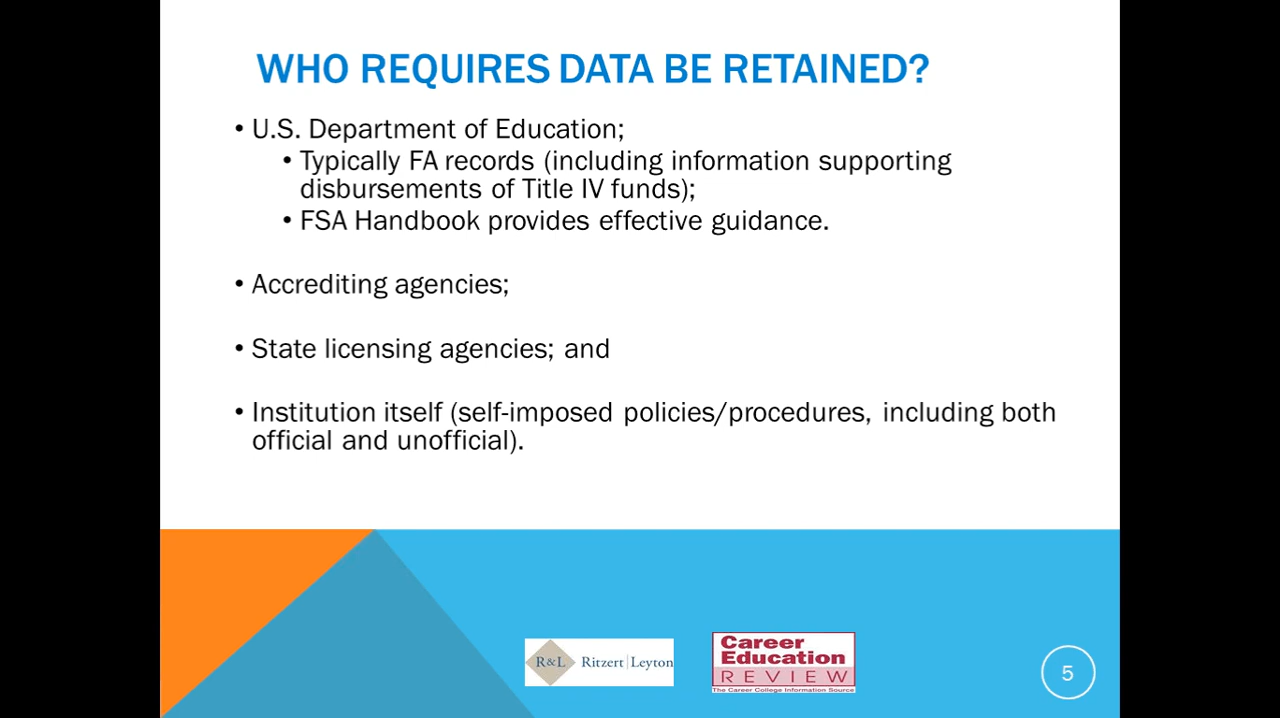 WHO REQUIRES DATA BE RETAINED?
• U.S. Department of Education;
• Typically FA records (including information supporting
disbursements of Title IV funds);
• FSA Handbook provides effective guidance.
• Accrediting agencies;
• State licensing agencies; and
• Institution itself (self-imposed policies/procedures, including both
official and unofficial).
R&L Ritzert|Leyton
Career
Education
REVIEW
The Career College Information Source
5